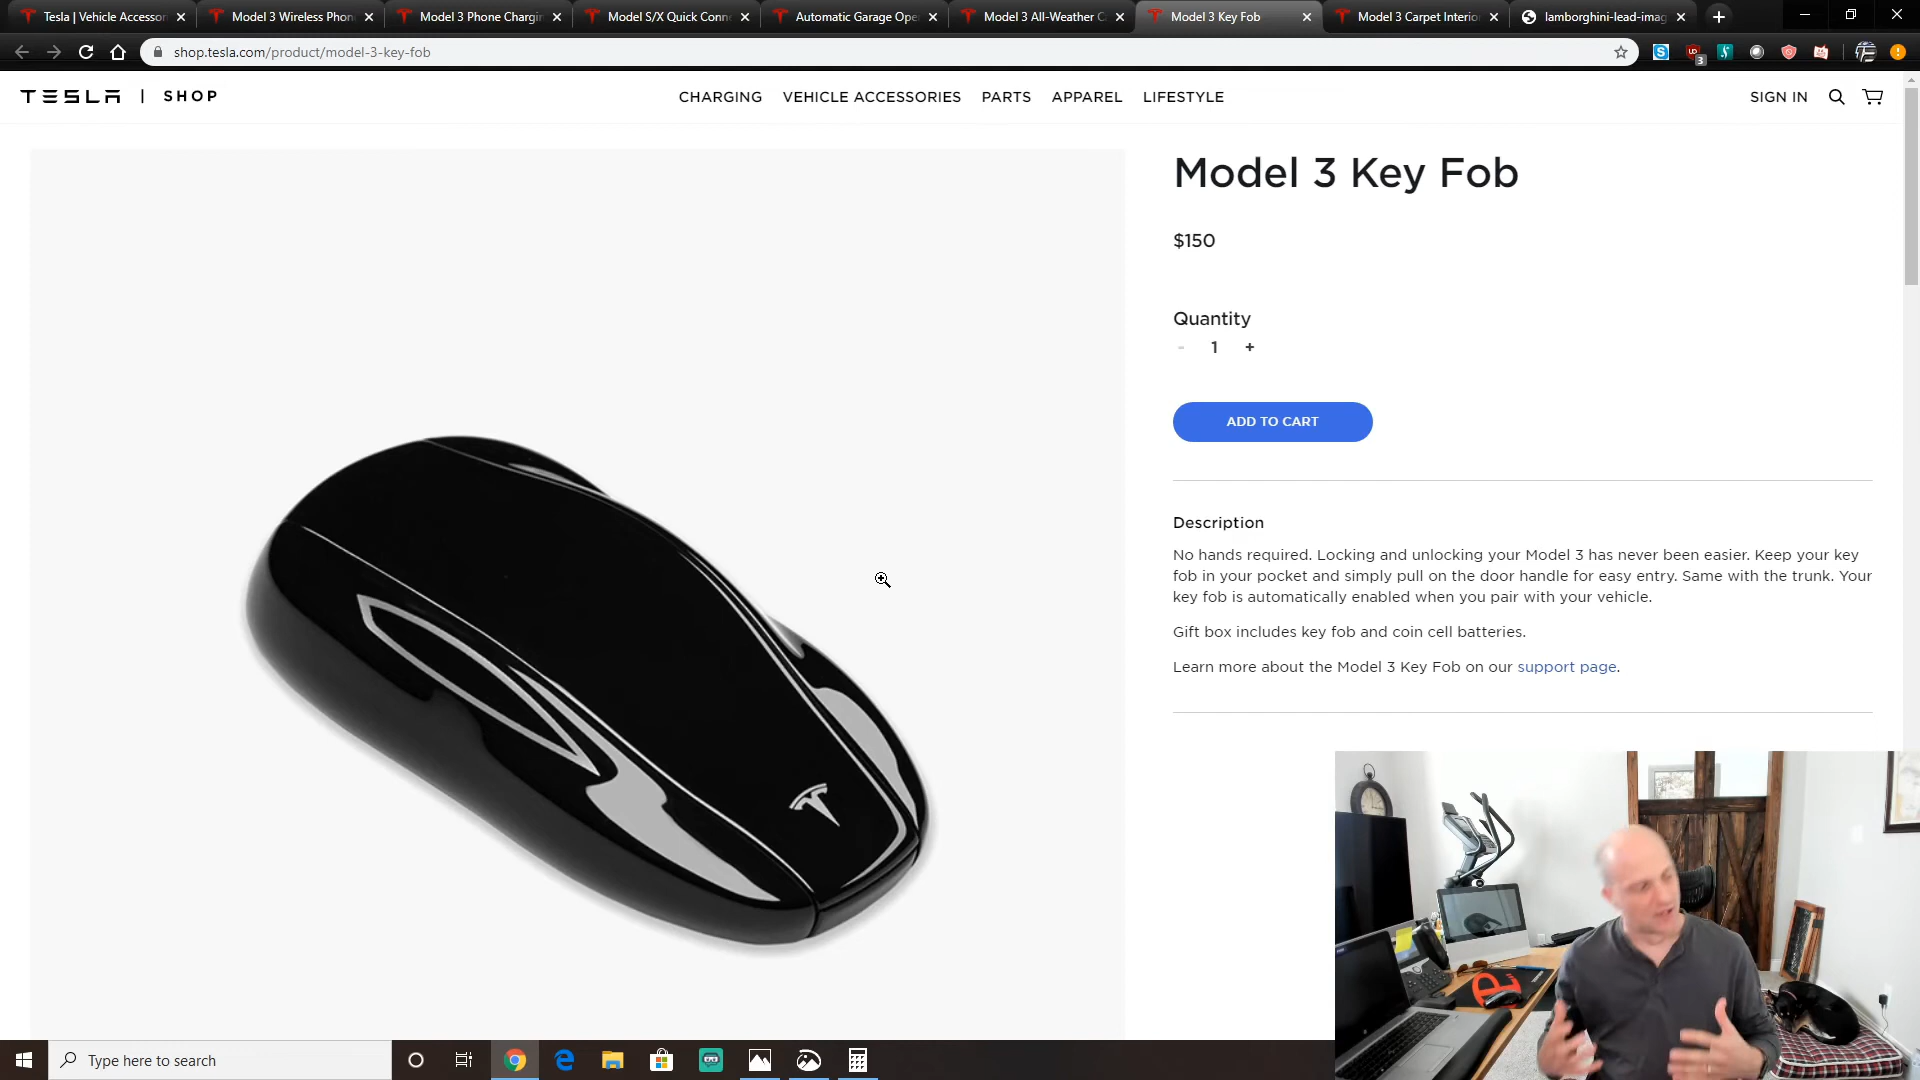 Tesla | Vehicle Accessor
Model 3 Wireless Phon
Model 3 Phone Chargin
Model S/X Quick Conn
Automatic Garage Ope
Model 3 All-Weather C
Model 3 Key Fob
Model 3 Carpet Interio
lamborghini-lead-imag
shop.tesla.com/product/model-3-key-fob
3
TESLA | SHOP
CHARGING
VEHICLE ACCESSORIES
PARTS
APPAREL
LIFESTYLE
SIGN IN
Model 3 Key Fob
$150
Quantity
- 1 +
ADD TO CART
Description
No hands required. Locking and unlocking your Model 3 has never been easier. Keep your key
fob in your pocket and simply pull on the door handle for easy entry. Same with the trunk. Your
key fob is automatically enabled when you pair with your vehicle.
Gift box includes key fob and coin cell batteries.
Learn more about the Model 3 Key Fob on our support page.
Type here to search